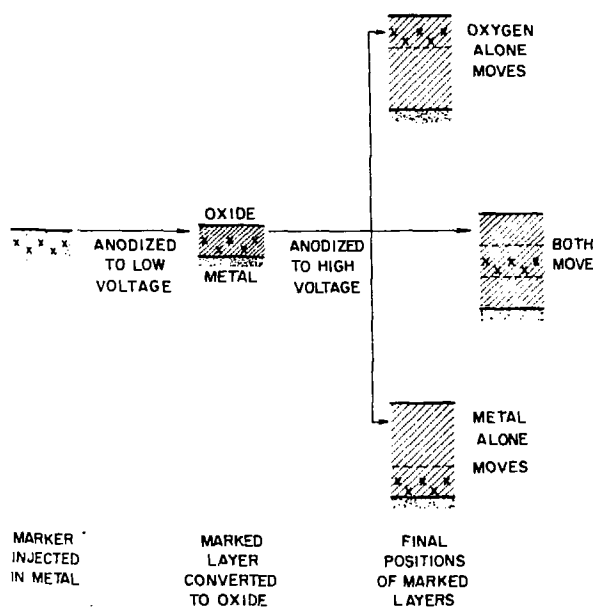 OXYGEN
ALONE
MOVES
OXIDE
ANODIZED
TO LOW
VOLTAGE
METAL
ANODIZED
TO HIGH
VOLTAGE
BOTH
MOVE
METAL
ALONE
MOVES
MARKER
INJECTED
IN METAL
MARKED
LAYER
CONVERTED
TO OXIDE
FINAL
POSITIONS
OF MARKED
LAYERS